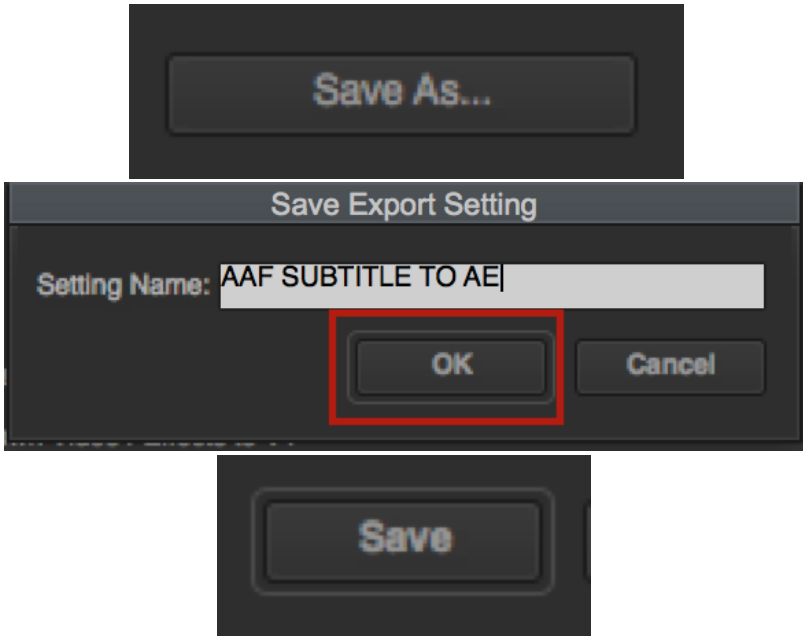 Save As...
Save Export Setting
Setting Name: AAF SUBTITLE TO AE
OK Cancel
Save